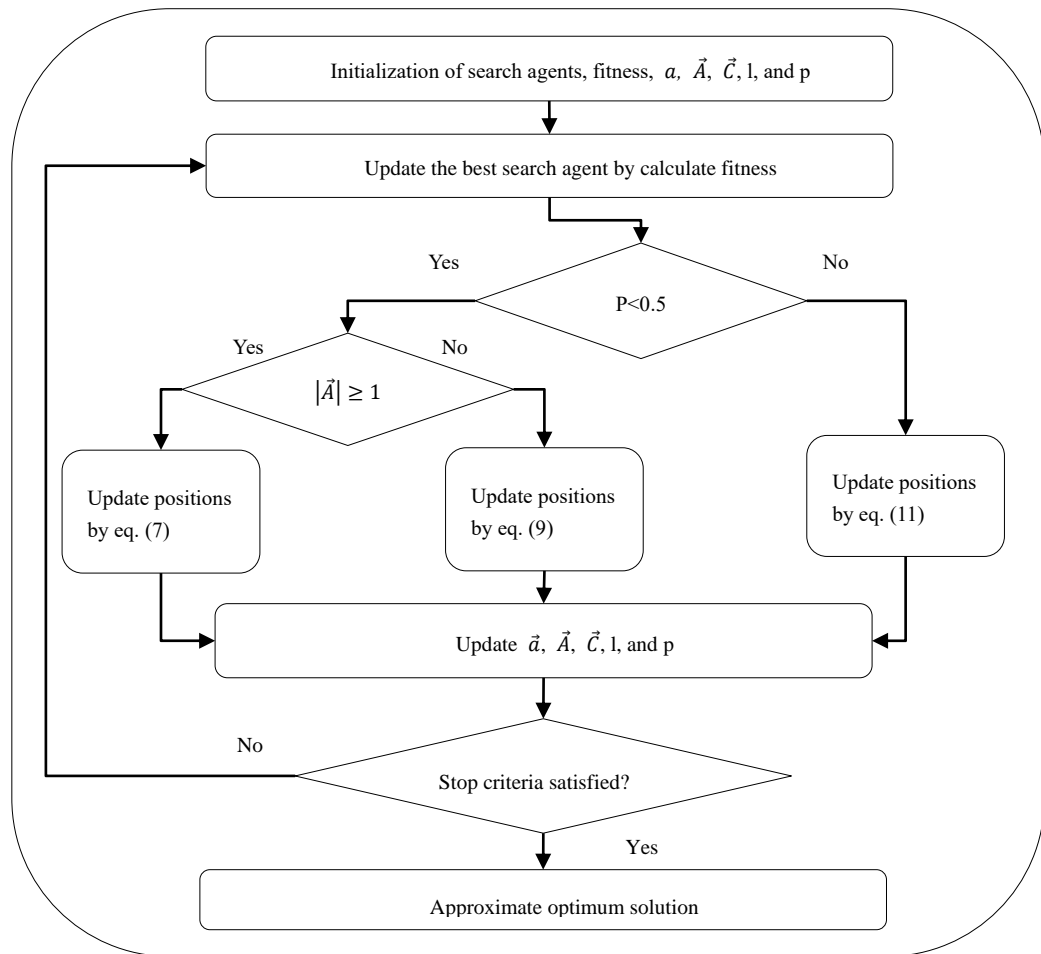 Initialization of search agents, fitness, a, A⃗, C⃗, l, and p
Update the best search agent by calculate fitness
Yes
No
P<0.5
Yes
No
|A⃗| ≥ 1
Update positions
by eq. (7)
Update positions
by eq. (9)
Update positions
by eq. (11)
Update a⃗, A⃗, C⃗, l, and p
No
Stop criteria satisfied?
Yes
Approximate optimum solution